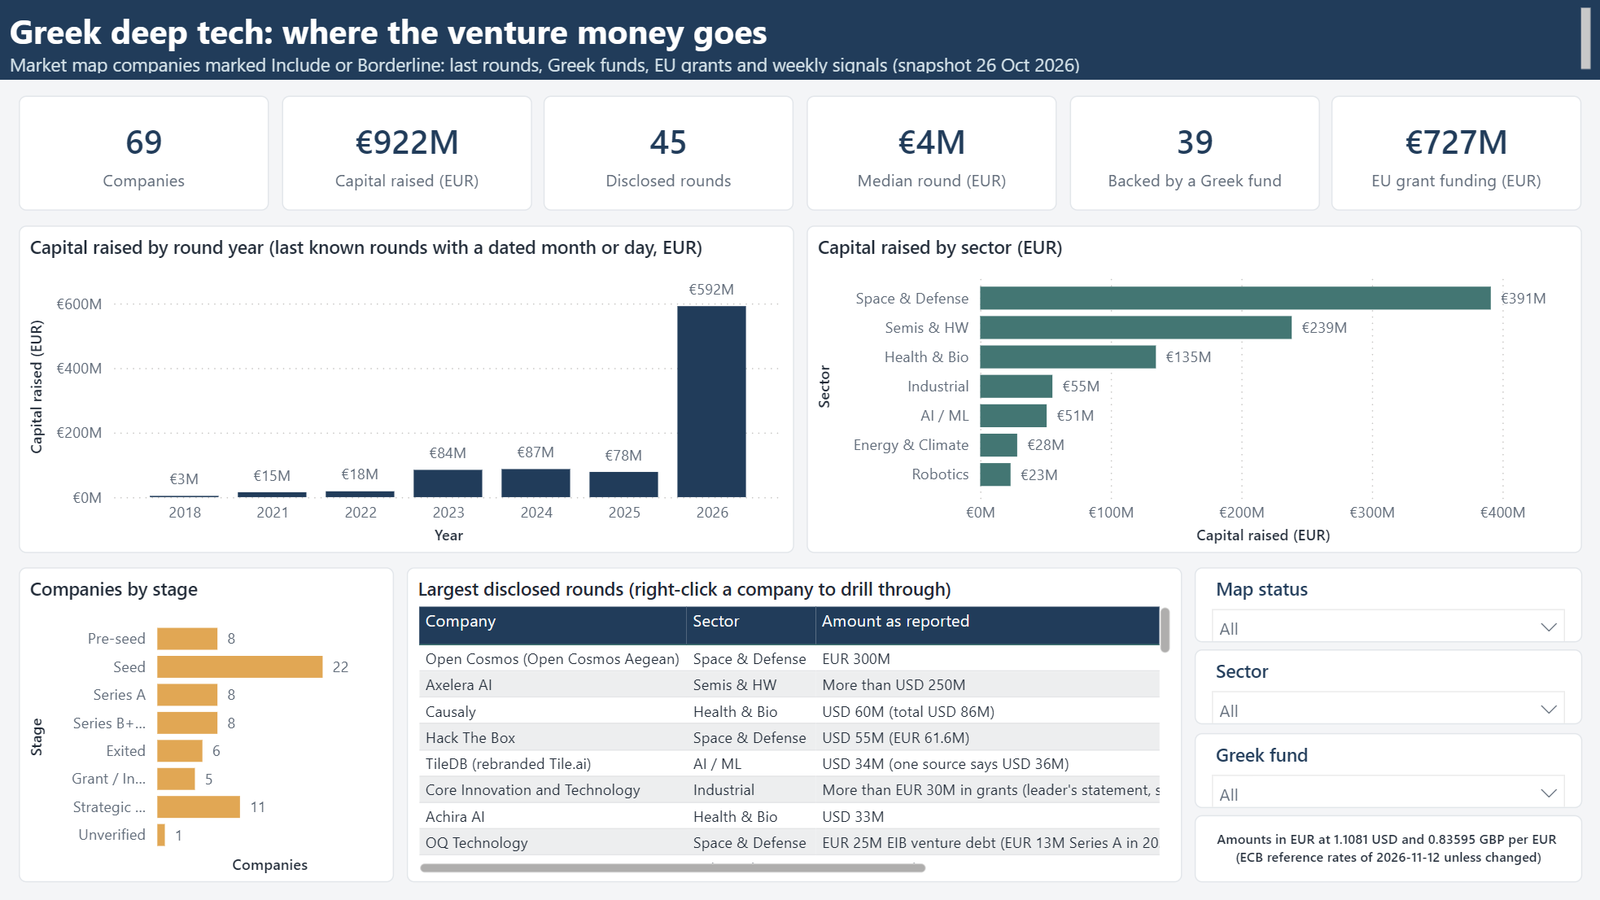 Greek deep tech: where the venture money goes
Market map companies marked Include or Borderline: last rounds, Greek funds, EU grants and weekly signals (snapshot 26 Oct 2026)
69
Companies
€922M
Capital raised (EUR)
45
Disclosed rounds
€4M
Median round (EUR)
39
Backed by a Greek fund
€727M
EU grant funding (EUR)
Capital raised by round year (last known rounds with a dated month or day, EUR)
Capital raised (EUR)
€600M
€400M
€200M
€0M
€3M
€15M
€18M
€84M
€87M
€78M
€592M
2018
2021
2022
2023
2024
2025
2026
Year
Capital raised by sector (EUR)
Sector
Space & Defense €391M
Semis & HW €239M
Health & Bio €135M
Industrial €55M
AI / ML €51M
Energy & Climate €28M
Robotics €23M
€0M €100M €200M €300M €400M
Capital raised (EUR)
Companies by stage
Stage
Pre-seed 8
Seed 22
Series A 8
Series B+... 8
Exited 6
Grant / In... 5
Strategic ... 11
Unverified 1
Companies
Largest disclosed rounds (right-click a company to drill through)
Company Sector Amount as reported
Open Cosmos (Open Cosmos Aegean) Space & Defense EUR 300M
Axelera AI Semis & HW More than USD 250M
Causaly Health & Bio USD 60M (total USD 86M)
Hack The Box Space & Defense USD 55M (EUR 61.6M)
TileDB (rebranded Tile.ai) AI / ML USD 34M (one source says USD 36M)
Core Innovation and Technology Industrial More than EUR 30M in grants (leader's statement, s
Achira AI Health & Bio USD 33M
OQ Technology Space & Defense EUR 25M EIB venture debt (EUR 13M Series A in 20
Map status
All
Sector
All
Greek fund
All
Amounts in EUR at 1.1081 USD and 0.83595 GBP per EUR
(ECB reference rates of 2026-11-12 unless changed)